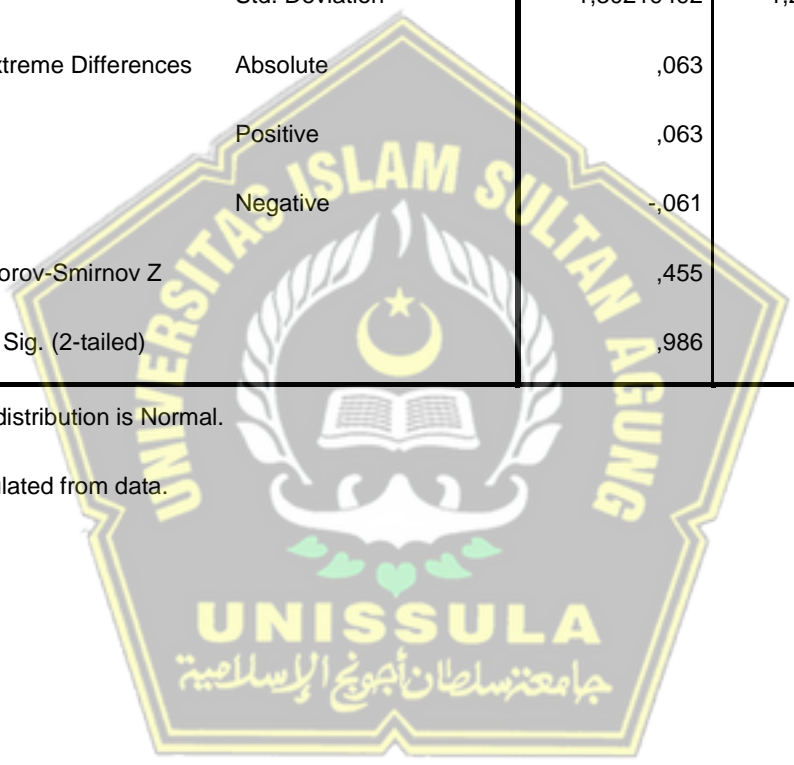 Std. Deviation
xtreme Differences Absolute ,063
Positive ,063
Negative -,061
orov-Smirnov Z ,455
Sig. (2-tailed) ,986
distribution is Normal.
ulated from data.
UNIVERSITAS ISLAM SULTAN AGUNG
UNISSULA
جامعة سلطان أجونج الإسلامية